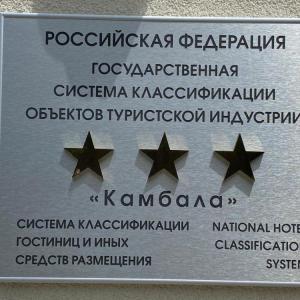 РОССИЙСКАЯ ФЕДЕРАЦИЯ
ГОСУДАРСТВЕННАЯ
СИСТЕМА КЛАССИФИКАЦИИ
ОБЪЕКТОВ ТУРИСТСКОЙ ИНДУСТРИИ
«Камбала»
СИСТЕМА КЛАССИФИКАЦИИ
ГОСТИНИЦ И ИНЫХ
СРЕДСТВ РАЗМЕЩЕНИЯ
NATIONAL HOTE
CLASSIFICATIO
SYSTE